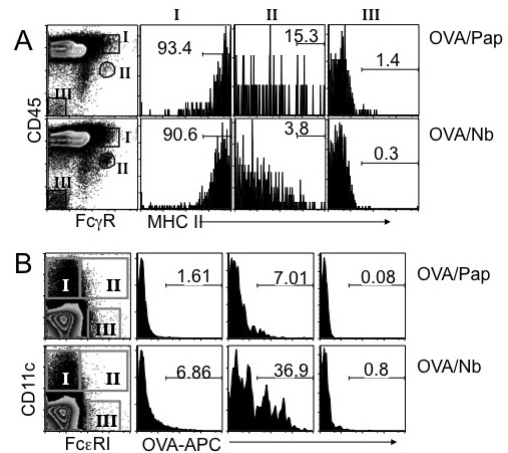 I II III
A
I
II
III
93.4 15.3 1.4 OVA/Pap
I
II
III
90.6 3.8 0.3 OVA/Nb
CD45
FcγR MHC II
B
I II
III
1.61 7.01 0.08 OVA/Pap
I II
III
6.86 36.9 0.8 OVA/Nb
CD11c
FcεRI OVA-APC